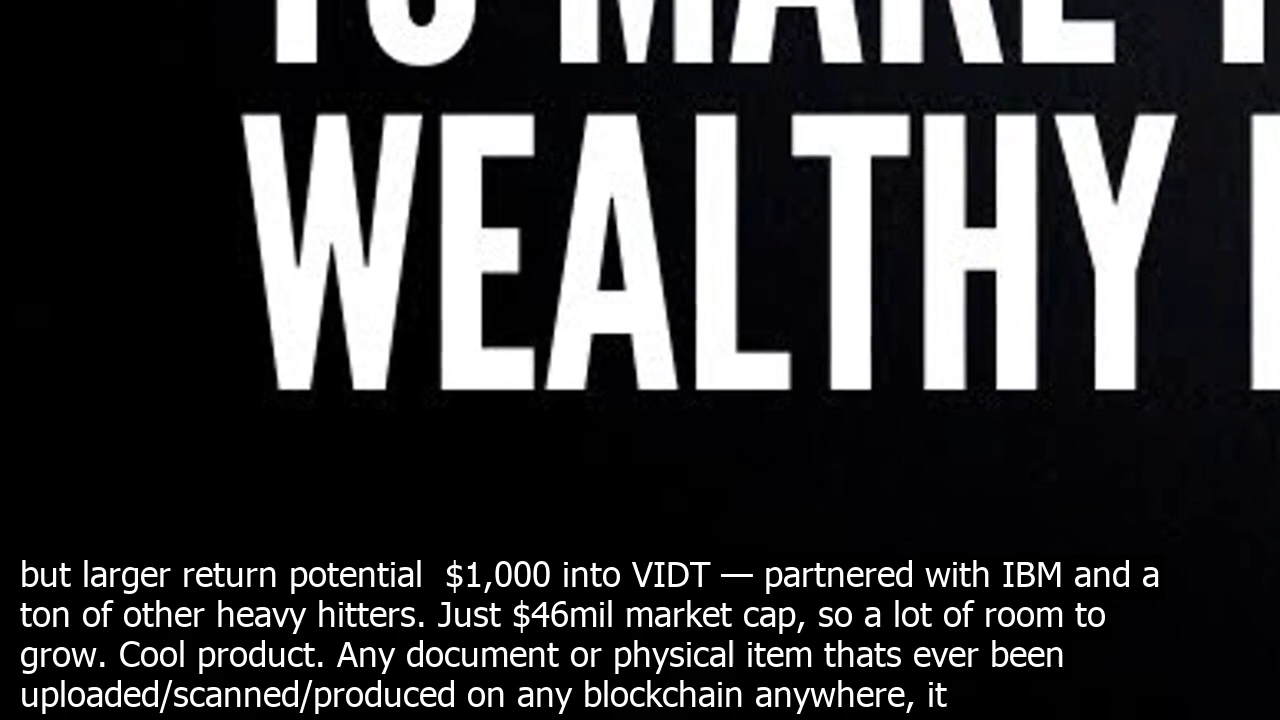 TO MAKE
WEALTHY
but larger return potential  $1,000 into VIDT — partnered with IBM and a
ton of other heavy hitters. Just $46mil market cap, so a lot of room to
grow. Cool product. Any document or physical item thats ever been
uploaded/scanned/produced on any blockchain anywhere, it